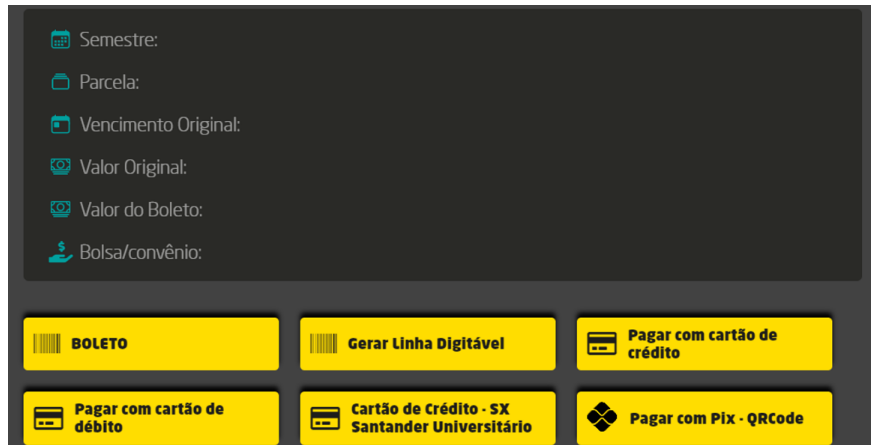 Semestre:
Parcela:
Vencimento Original:
Valor Original:
Valor do Boleto:
Bolsa/convênio:
BOLETO
Gerar Linha Digitável
Pagar com cartão de
crédito
Pagar com cartão de
débito
Cartão de Crédito - SX
Santander Universitário
Pagar com Pix - QRCode